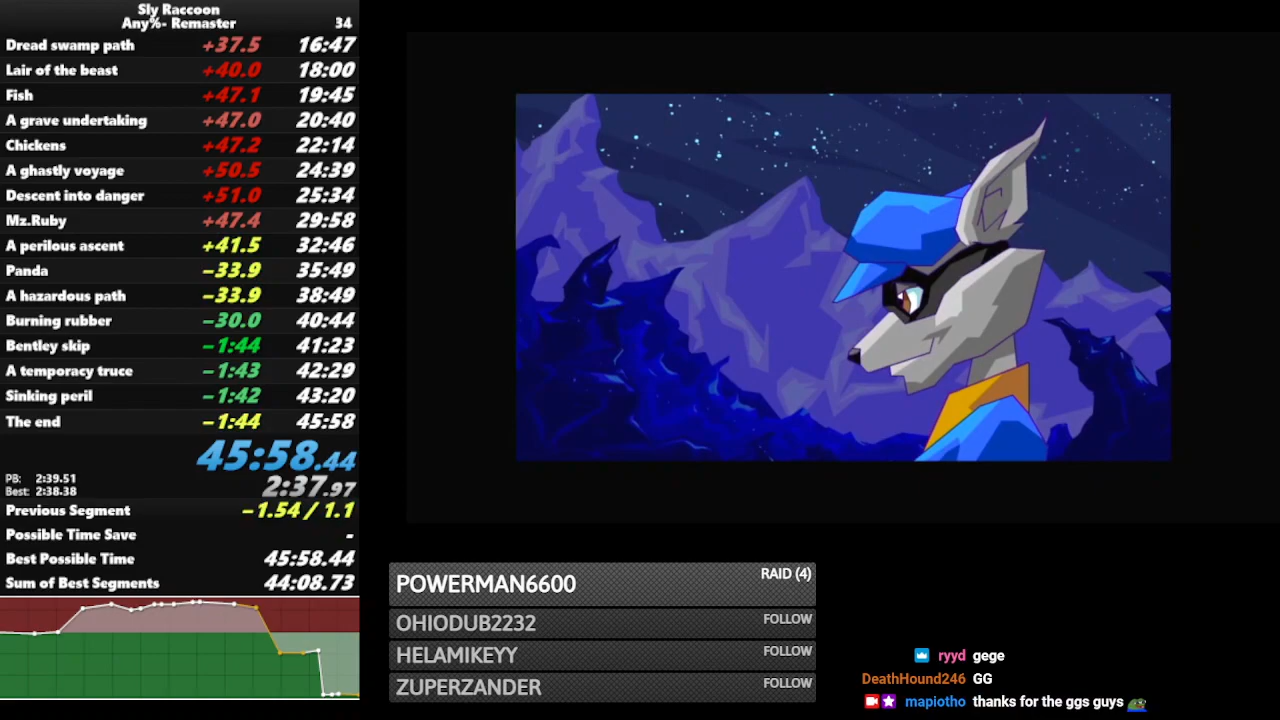 Sly Raccoon
Any%- Remaster 34
Dread swamp path +37.5 16:47
Lair of the beast +40.0 18:00
Fish +47.1 19:45
A grave undertaking +47.0 20:40
Chickens +47.2 22:14
A ghastly voyage +50.5 24:39
Descent into danger +51.0 25:34
Mz.Ruby +47.4 29:58
A perilous ascent +41.5 32:46
Panda −33.9 35:49
A hazardous path −33.9 38:49
Burning rubber −30.0 40:44
Bentley skip −1:44 41:23
A temporacy truce −1:43 42:29
Sinking peril −1:42 43:20
The end −1:44 45:58
45:58.44
PB: 2:39.51
Best: 2:38.38
2:37.97
Previous Segment −1.54 / 1.1
Possible Time Save -
Best Possible Time 45:58.44
Sum of Best Segments 44:08.73
POWERMAN6600 RAID (4)
OHIODUB2232 FOLLOW
HELAMIKEYY FOLLOW
ZUPERZANDER FOLLOW
ryyd gege
DeathHound246 GG
mapiotho thanks for the ggs guys